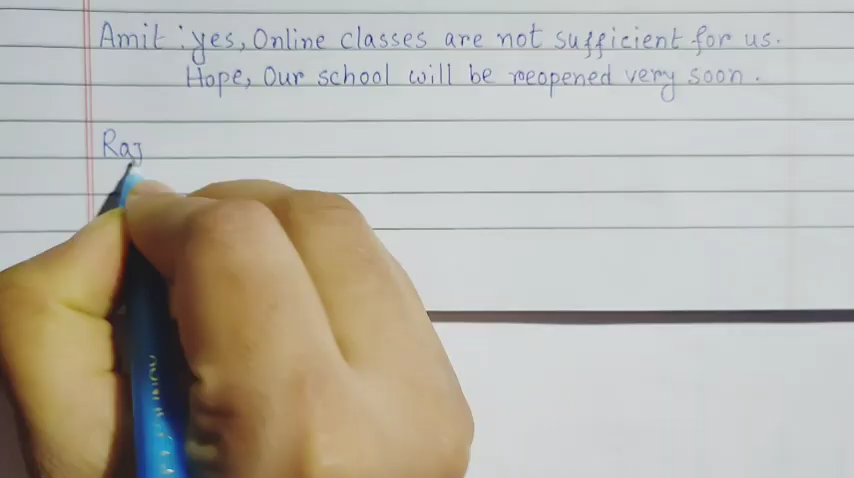 Amit : yes, Online classes are not sufficient for us.
Hope, Our school will be reopened very soon.
Raj